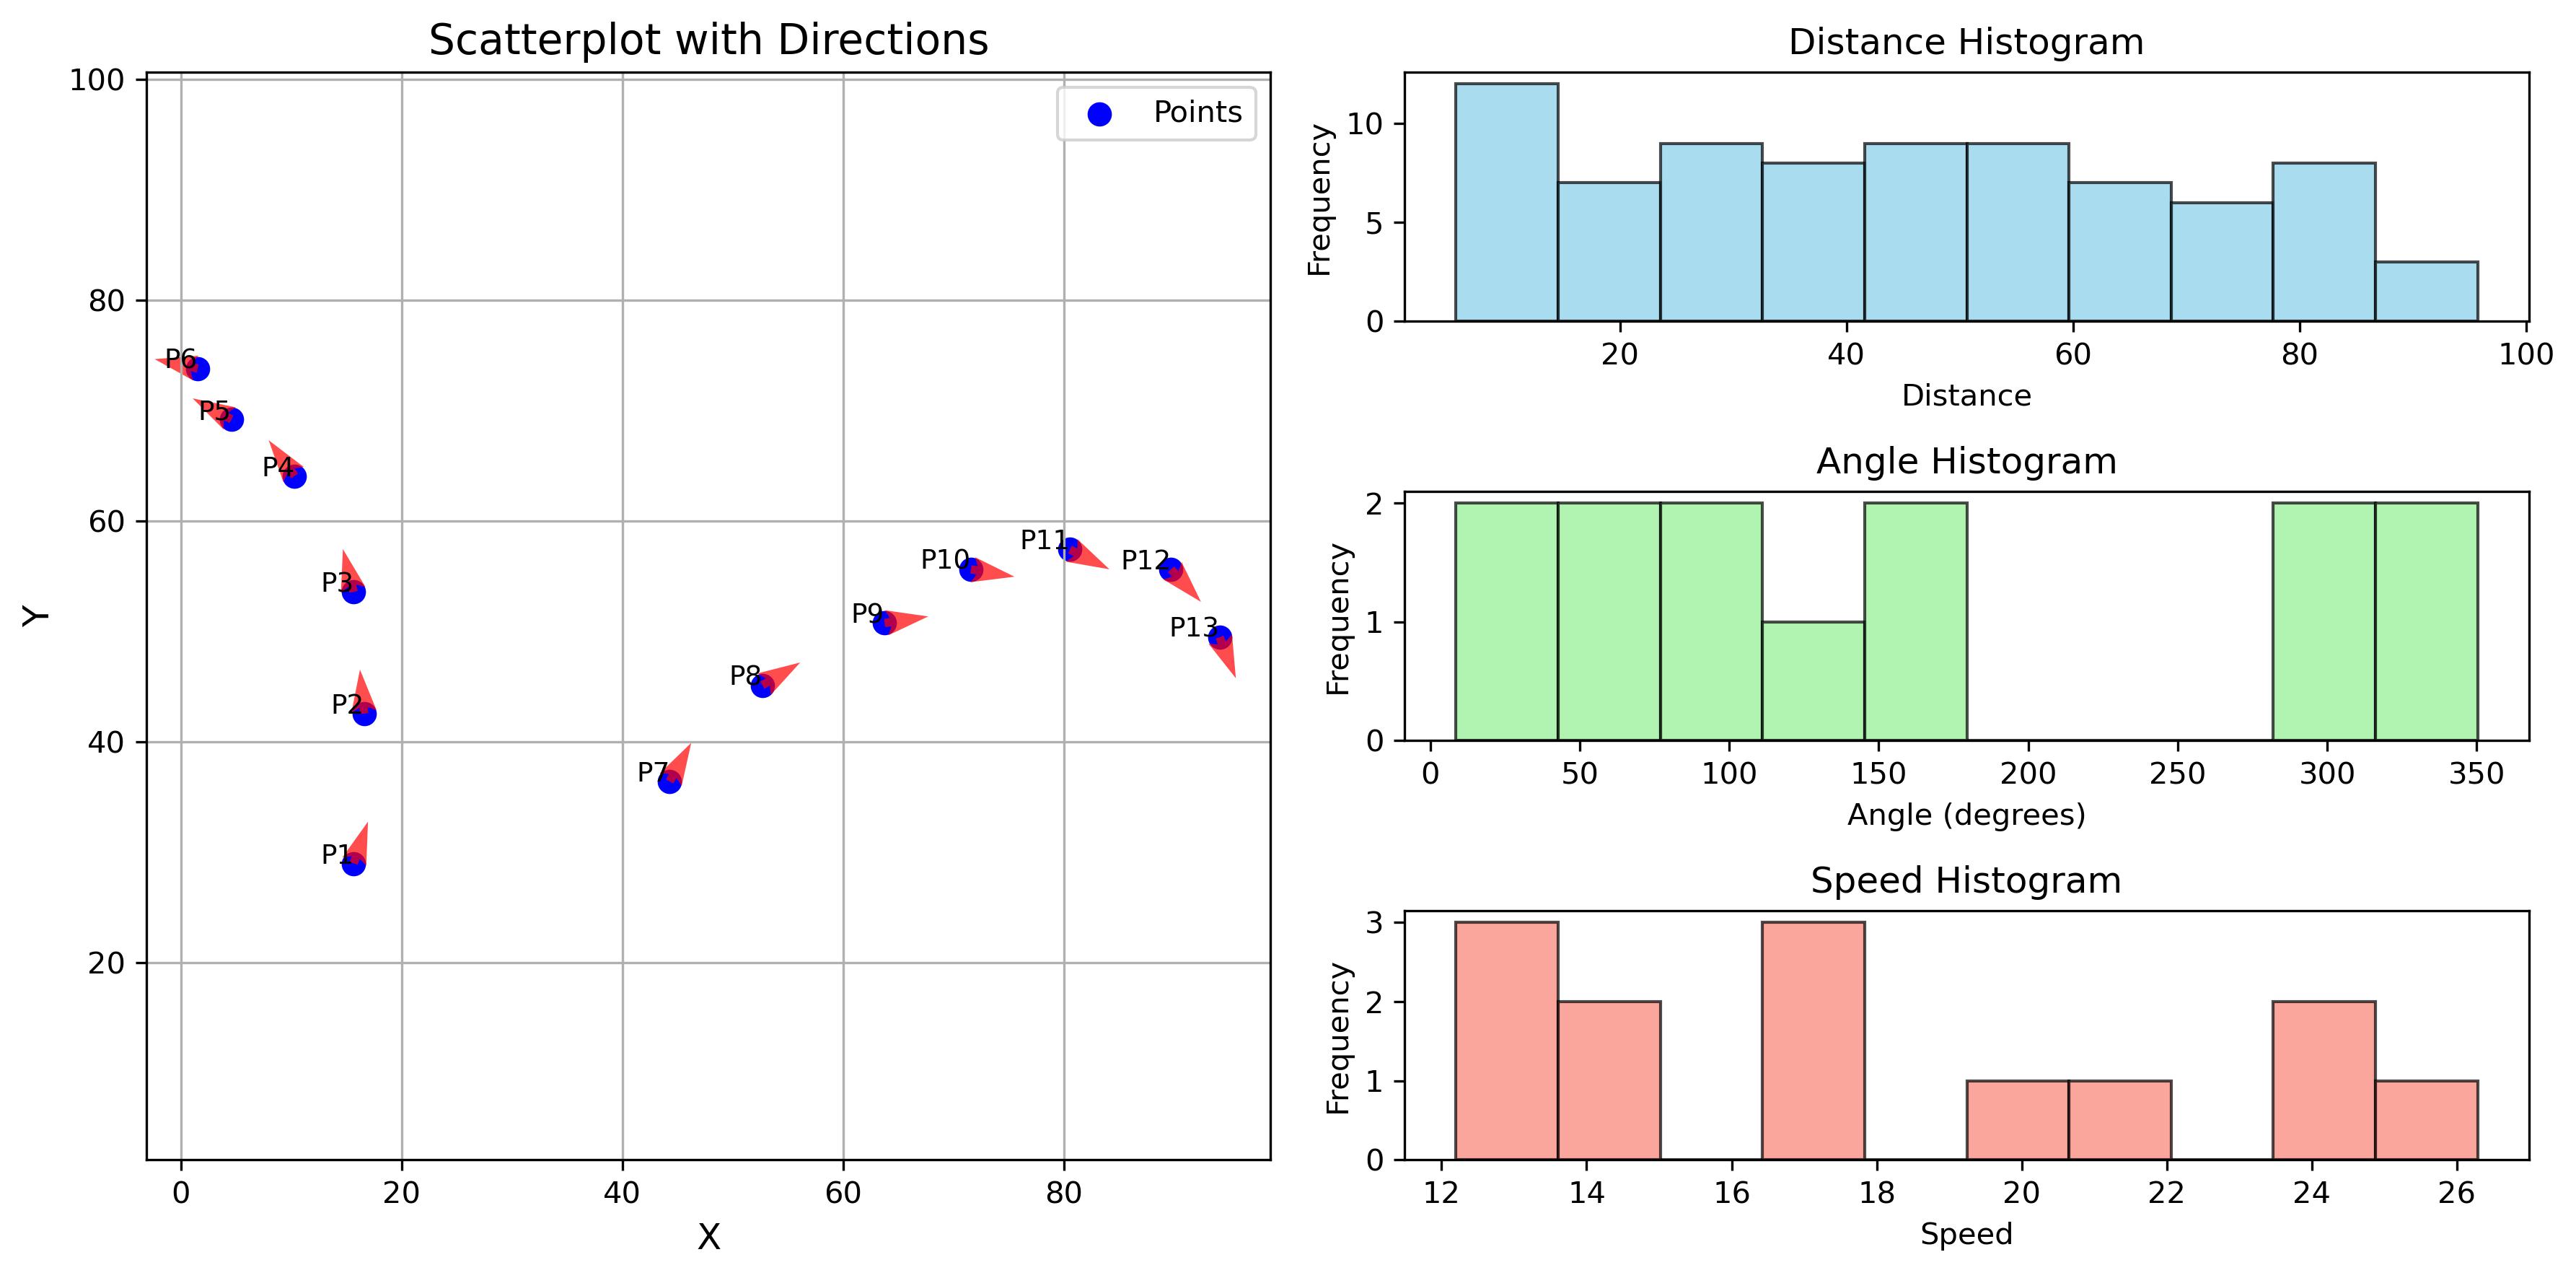 Scatterplot with Directions
100
80
60
40
20
Y
0
20
40
60
80
X
Points
P6
P5
P4
P3
P2
P1
P7
P8
P9
P10
P11
P12
P13
Distance Histogram
Frequency
10
5
0
20
40
60
80
100
Distance
Angle Histogram
Frequency
2
1
0
0
50
100
150
200
250
300
350
Angle (degrees)
Speed Histogram
Frequency
3
2
1
0
12
14
16
18
20
22
24
26
Speed